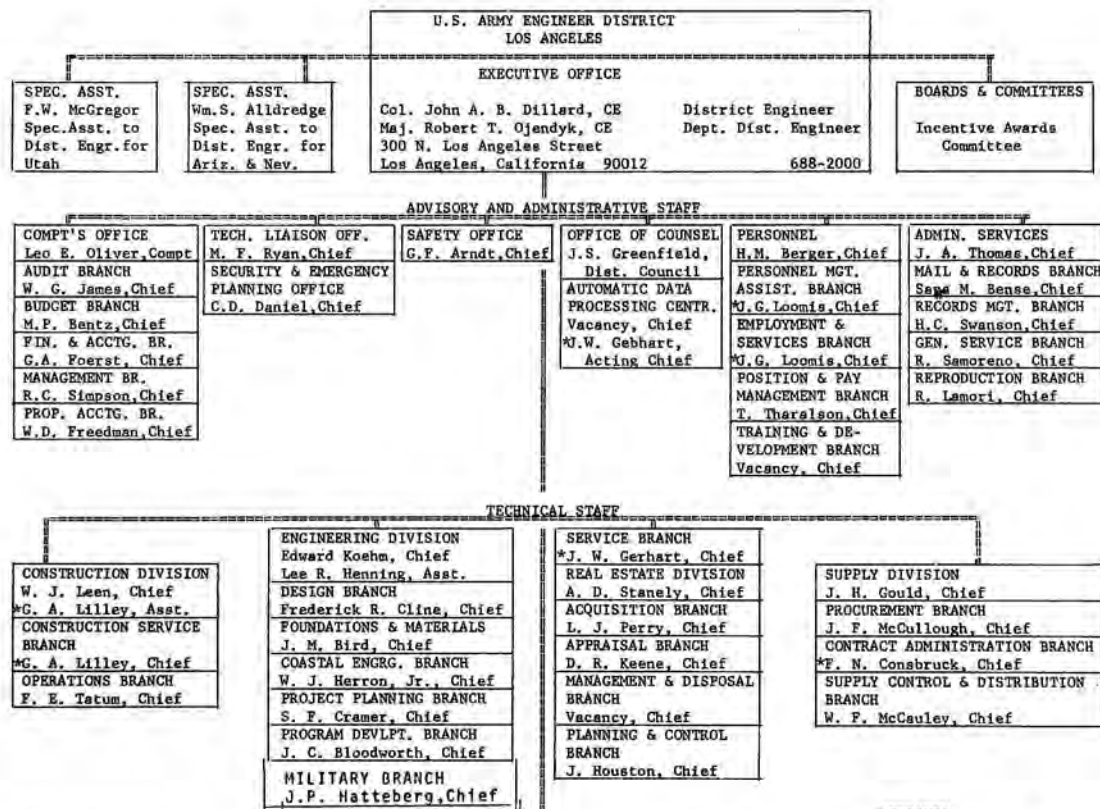 U.S. ARMY ENGINEER DISTRICT
LOS ANGELES
EXECUTIVE OFFICE
Col. John A. B. Dillard, CE District Engineer
Maj. Robert T. Ojendyk, CE Dept. Dist. Engineer
300 N. Los Angeles Street
Los Angeles, California 90012 688-2000
SPEC. ASST.
F.W. McGregor
Spec.Asst. to
Dist. Engr.for
Utah
SPEC. ASST.
Wm.S. Alldredge
Spec. Asst. to
Dist. Engr. for
Ariz. & Nev.
BOARDS & COMMITTEES
Incentive Awards
Committee
ADVISORY AND ADMINISTRATIVE STAFF
COMPT'S OFFICE
Leo E. Oliver,Compt
AUDIT BRANCH
W. G. James,Chief
BUDGET BRANCH
M.P. Bentz,Chief
FIN. & ACCTG. BR.
G.A. Foerst, Chief
MANAGEMENT BR.
R.C. Simpson,Chief
PROP. ACCTG. BR.
W.D. Freedman,Chief
TECH. LIAISON OFF.
M. F. Ryan,Chief
SECURITY & EMERGENCY
PLANNING OFFICE
C.D. Daniel,Chief
SAFETY OFFICE
G.F. Arndt,Chief
OFFICE OF COUNSEL
J.S. Greenfield,
Dist. Council
AUTOMATIC DATA
PROCESSING CENTR.
Vacancy, Chief
*J.W. Gebhart,
Acting Chief
PERSONNEL
H.M. Berger,Chief
PERSONNEL MGT.
ASSIST. BRANCH
*J.G.Loomis,Chief
EMPLOYMENT &
SERVICES BRANCH
*J.G. Loomis,Chief
POSITION & PAY
MANAGEMENT BRANCH
T. Tharalson,Chief
TRAINING & DE-
VELOPMENT BRANCH
Vacancy, Chief
ADMIN. SERVICES
J. A. Thomas,Chief
MAIL & RECORDS BRANCH
M. Bense,Chief
RECORDS MGT. BRANCH
H.C. Swanson,Chief
GEN. SERVICE BRANCH
R. Samoreno, Chief
REPRODUCTION BRANCH
R. Lamori, Chief
TECHNICAL STAFF
CONSTRUCTION DIVISION
W. J. Leen, Chief
*G. A. Lilley, Asst.
CONSTRUCTION SERVICE
BRANCH
*G. A. Lilley, Chief
OPERATIONS BRANCH
F. E. Tatum, Chief
ENGINEERING DIVISION
Edward Koehm, Chief
Lee R. Henning, Asst.
DESIGN BRANCH
Frederick R. Cline, Chief
FOUNDATIONS & MATERIALS
J. M. Bird, Chief
COASTAL ENGRG. BRANCH
W. J. Herron, Jr., Chief
PROJECT PLANNING BRANCH
S. F. Cramer, Chief
PROGRAM DEVLPT. BRANCH
J. C. Bloodworth, Chief
MILITARY BRANCH
J.P. Hatteberg,Chief
SERVICE BRANCH
*J. W. Gerhart, Chief
REAL ESTATE DIVISION
A. D. Stanely, Chief
ACQUISITION BRANCH
L. J. Perry, Chief
APPRAISAL BRANCH
D. R. Keene, Chief
MANAGEMENT & DISPOSAL
BRANCH
Vacancy, Chief
PLANNING & CONTROL
BRANCH
J. Houston, Chief
SUPPLY DIVISION
J. H. Gould, Chief
PROCUREMENT BRANCH
J. F. McCullough, Chief
CONTRACT ADMINISTRATION BRANCH
*F. N. Consbruck, Chief
SUPPLY CONTROL & DISTRIBUTION
BRANCH
W. F. McCauley, Chief